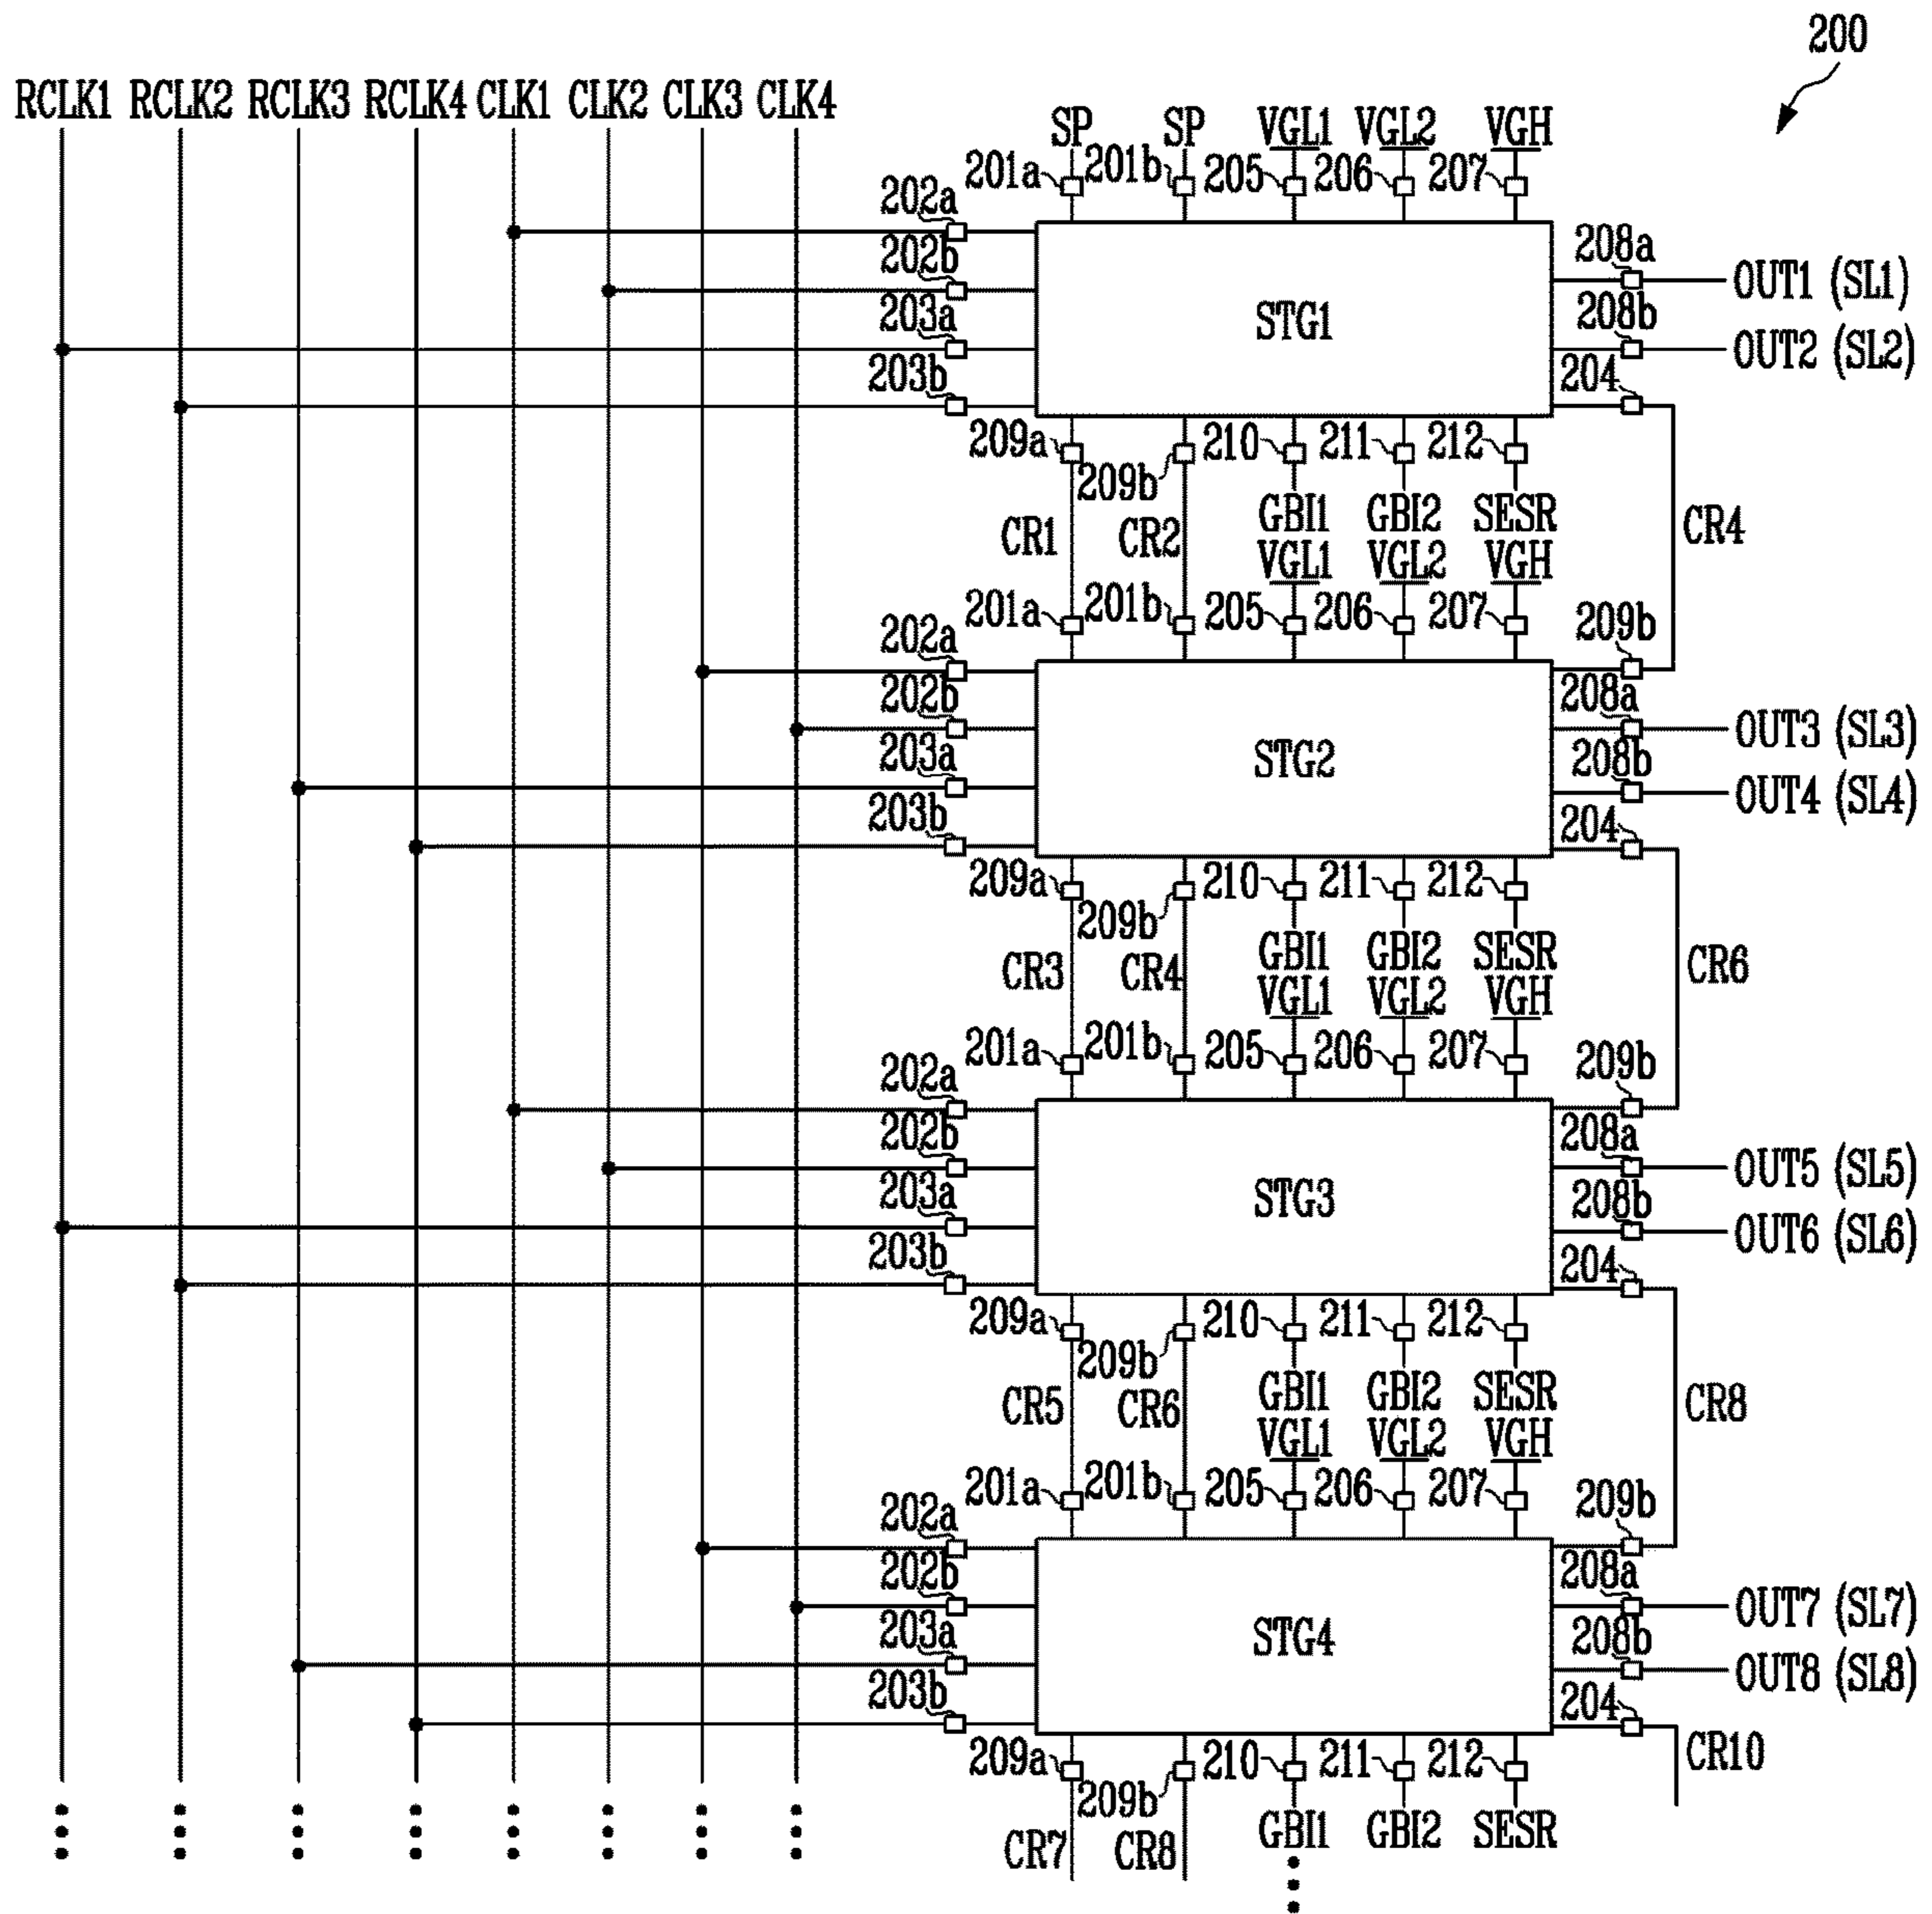 200
RCLK1 RCLK2 RCLK3 RCLK4 CLK1 CLK2 CLK3 CLK4
SP SP VGL1 VGL2 VGH
201a 201b 205 206 207
202a
202b
203a
203b
STG1
208a
OUT1 (SL1)
208b
OUT2 (SL2)
204
209a 209b 210 211 212
CR1 CR2 GBI1 GBI2 SESR CR4
VGL1 VGL2 VGH
201a 201b 205 206 207
202a
202b
203a
203b
STG2
209b
208a
OUT3 (SL3)
208b
OUT4 (SL4)
204
209a 209b 210 211 212
CR3 CR4 GBI1 GBI2 SESR CR6
VGL1 VGL2 VGH
201a 201b 205 206 207
202a
202b
203a
203b
STG3
209b
208a
OUT5 (SL5)
208b
OUT6 (SL6)
204
209a 209b 210 211 212
CR5 CR6 GBI1 GBI2 SESR CR8
VGL1 VGL2 VGH
201a 201b 205 206 207
202a
202b
203a
203b
STG4
209b
208a
OUT7 (SL7)
208b
OUT8 (SL8)
204
209a 209b 210 211 212
CR10
CR7 CR8 GBI1 GBI2 SESR